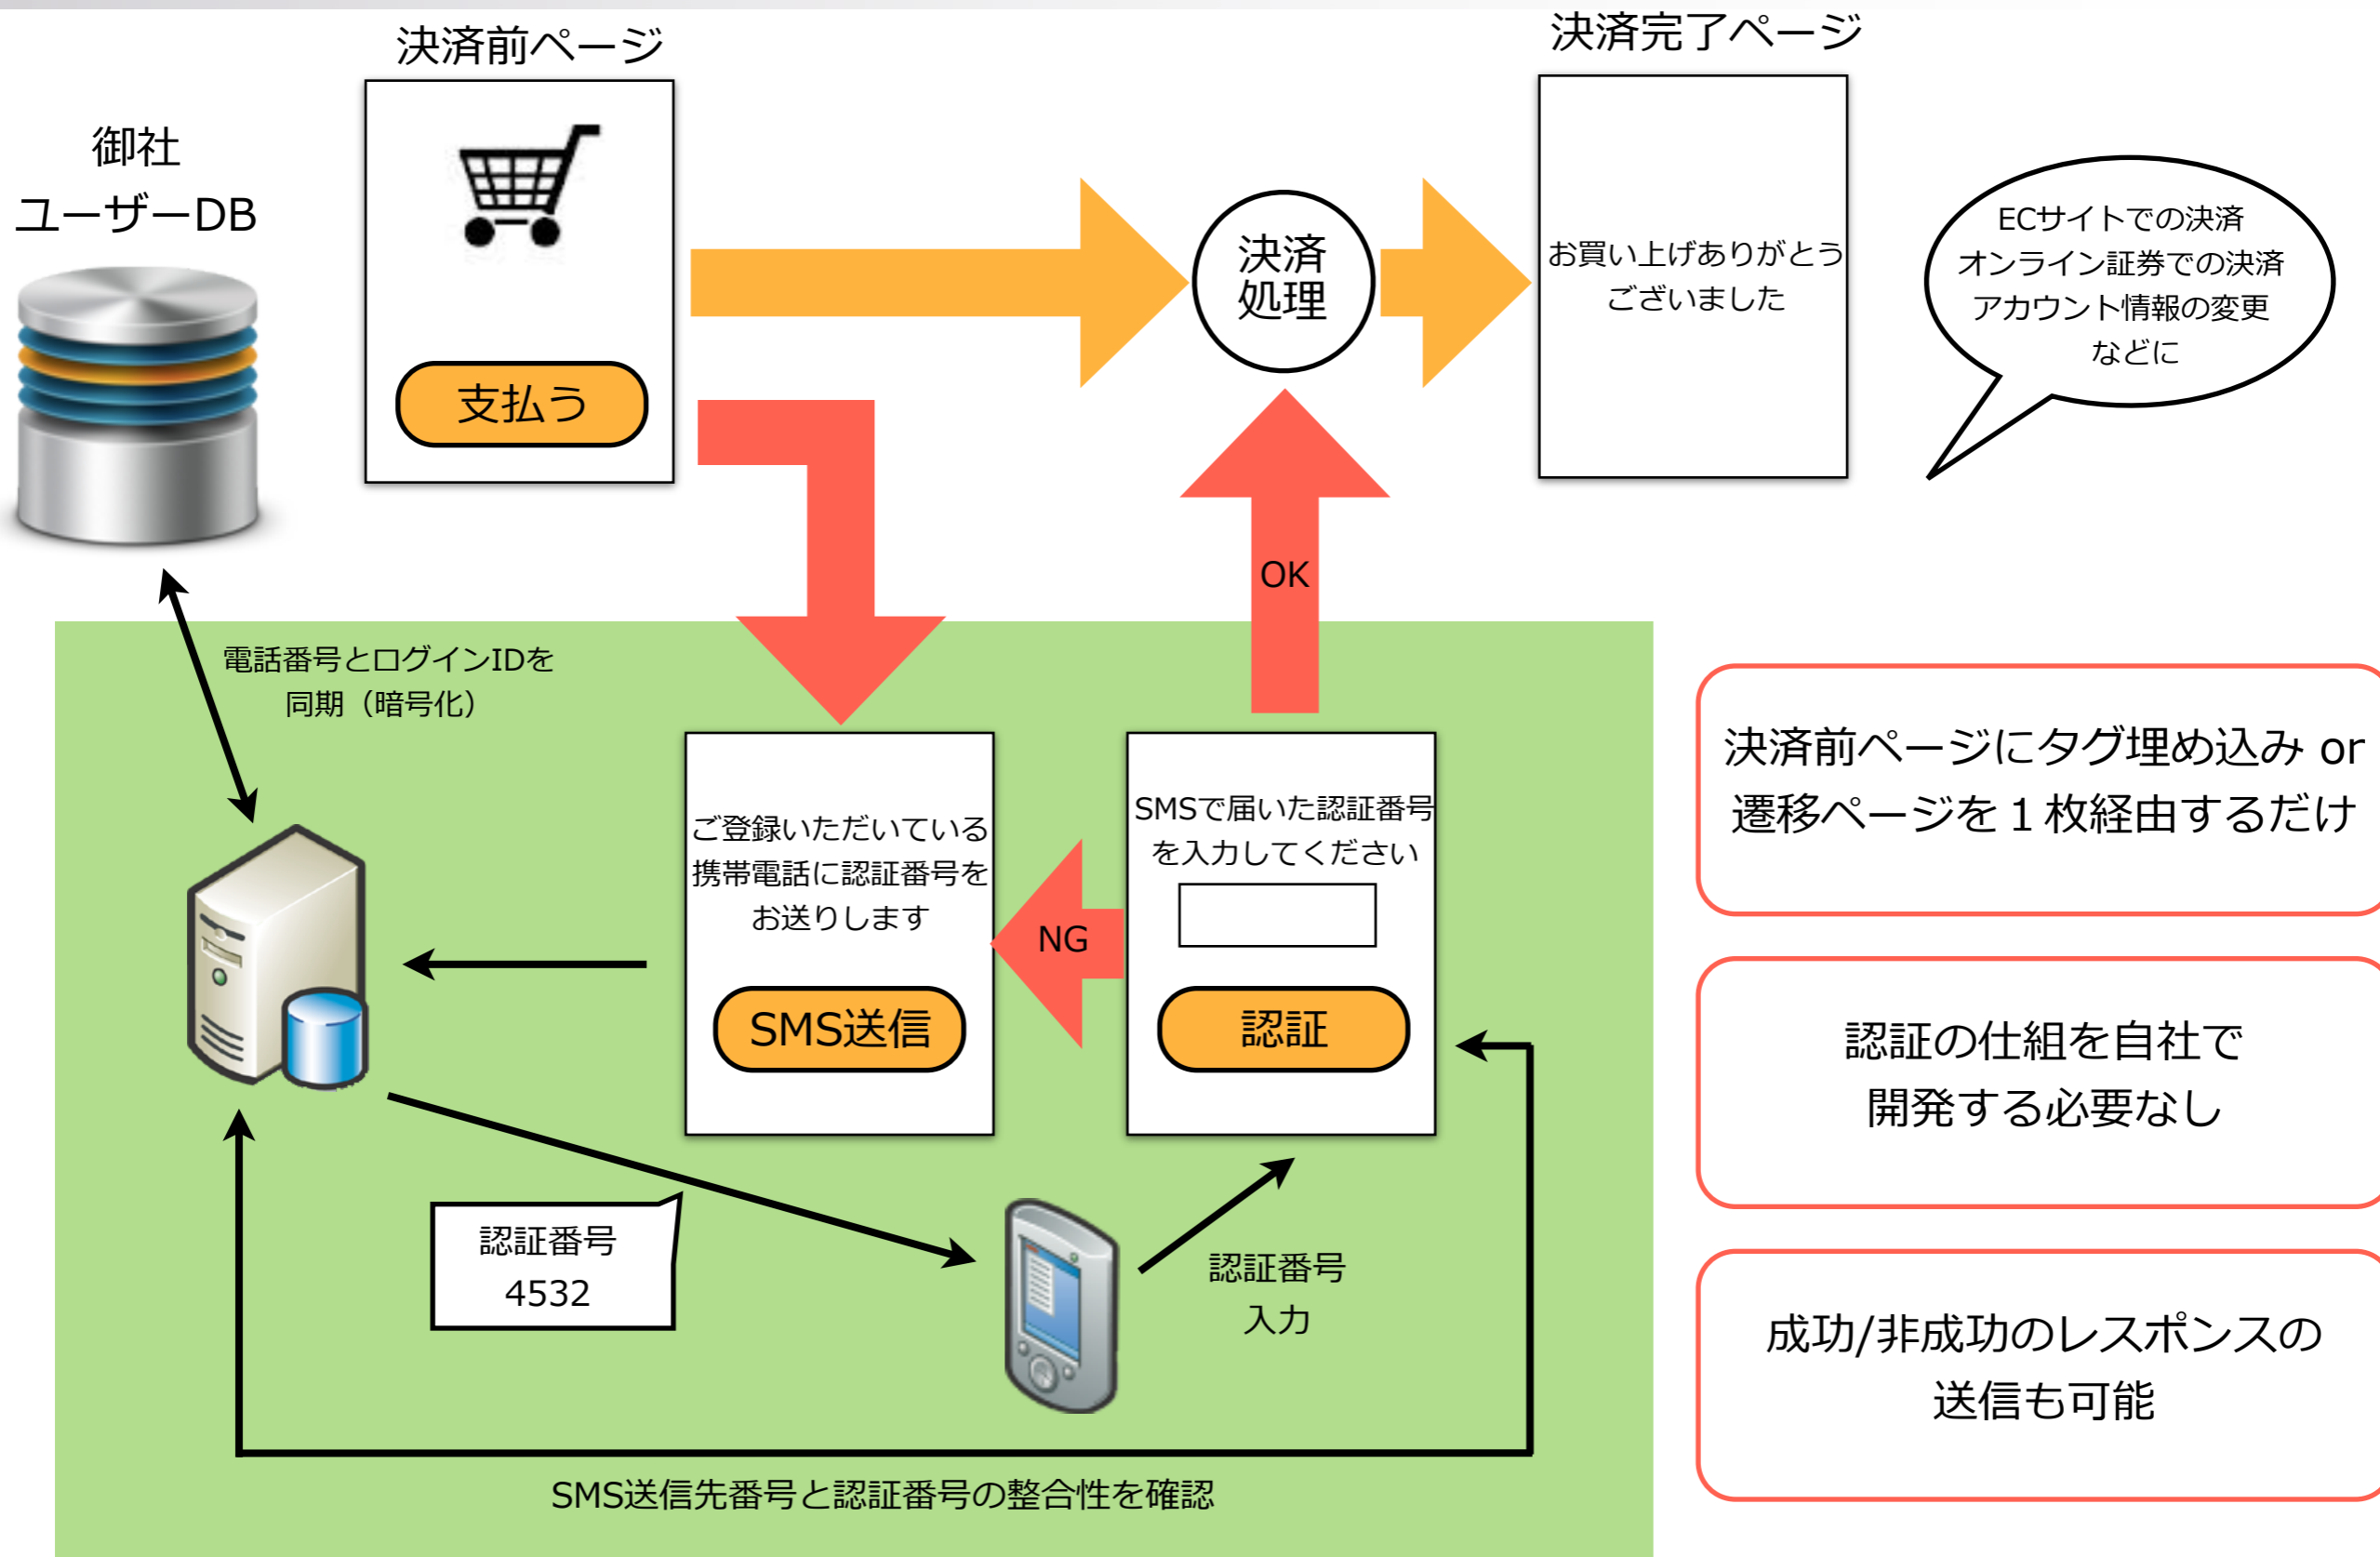 決済前ページ
決済完了ページ
御社
ユーザーDB
支払う
決済
処理
お買い上げありがとう
ございました
ECサイトでの決済
オンライン証券での決済
アカウント情報の変更
などに
OK
電話番号とログインIDを
同期（暗号化）
ご登録いただいている
携帯電話に認証番号を
お送りします
SMS送信
NG
SMSで届いた認証番号
を入力してください
認証
認証番号
4532
認証番号
入力
SMS送信先番号と認証番号の整合性を確認
決済前ページにタグ埋め込み or
遷移ページを１枚経由するだけ
認証の仕組を自社で
開発する必要なし
成功/非成功のレスポンスの
送信も可能